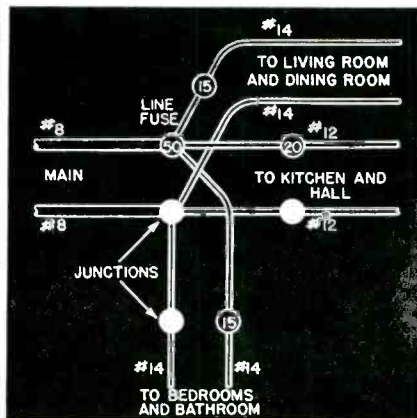 #14
TO LIVING ROOM
AND DINING ROOM
15
#14
LINE
FUSE
#8
50
20
#12
MAIN
TO KITCHEN AND
HALL
#8
#12
JUNCTIONS
15
#14
#14
TO BEDROOMS
AND BATHROOM